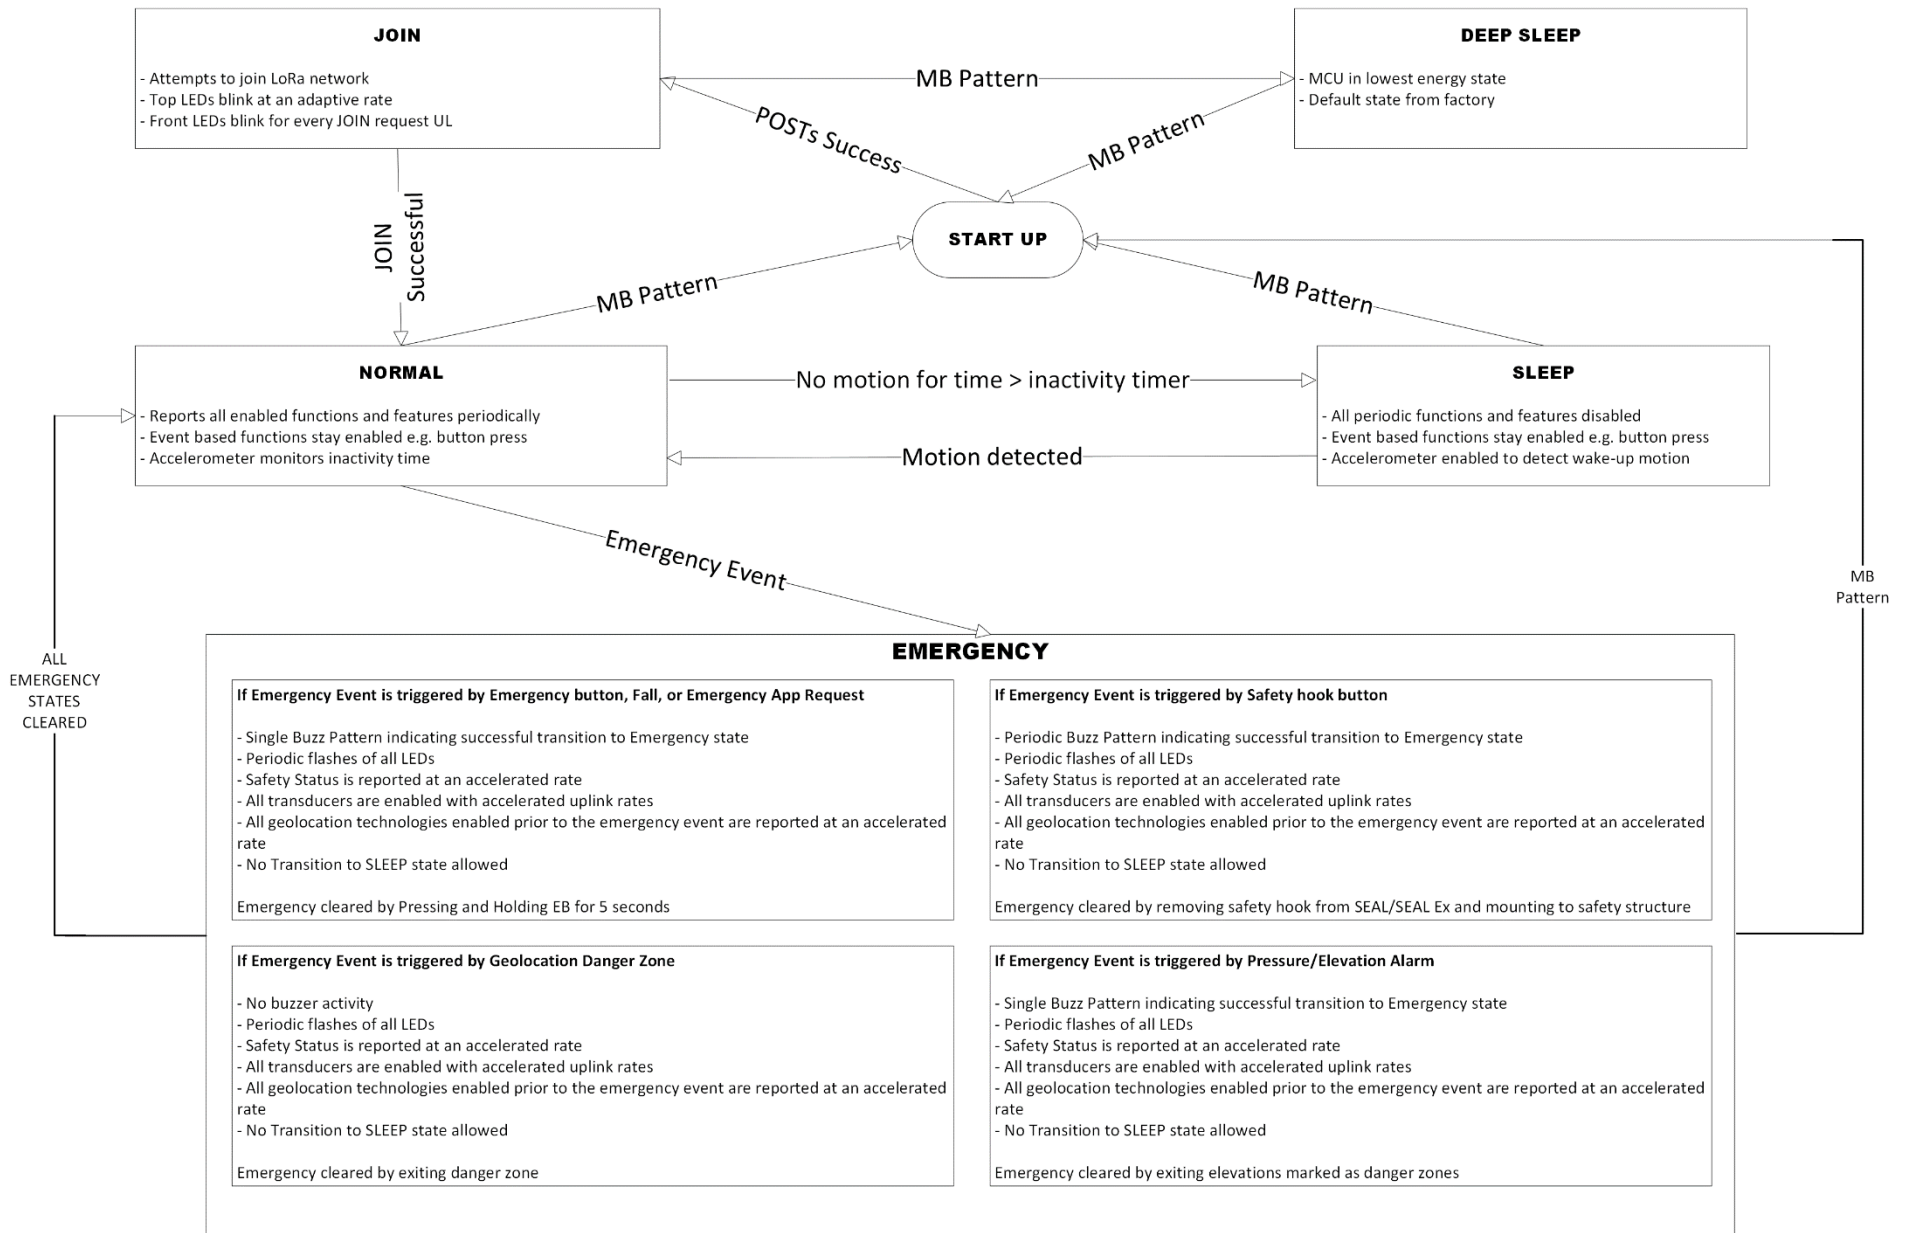 JOIN
- Attempts to join LoRa network
- Top LEDs blink at an adaptive rate
- Front LEDs blink for every JOIN request UL
MB Pattern
DEEP SLEEP
- MCU in lowest energy state
- Default state from factory
POSTs Success
MB Pattern
JOIN
Successful
START UP
MB Pattern
MB Pattern
NORMAL
- Reports all enabled functions and features periodically
- Event based functions stay enabled e.g. button press
- Accelerometer monitors inactivity time
No motion for time > inactivity timer
Motion detected
SLEEP
- All periodic functions and features disabled
- Event based functions stay enabled e.g. button press
- Accelerometer enabled to detect wake-up motion
Emergency Event
MB
Pattern
ALL
EMERGENCY
STATES
CLEARED
EMERGENCY
If Emergency Event is triggered by Emergency button, Fall, or Emergency App Request
- Single Buzz Pattern indicating successful transition to Emergency state
- Periodic flashes of all LEDs
- Safety Status is reported at an accelerated rate
- All transducers are enabled with accelerated uplink rates
- All geolocation technologies enabled prior to the emergency event are reported at an accelerated
rate
- No Transition to SLEEP state allowed
Emergency cleared by Pressing and Holding EB for 5 seconds
If Emergency Event is triggered by Safety hook button
- Periodic Buzz Pattern indicating successful transition to Emergency state
- Periodic flashes of all LEDs
- Safety Status is reported at an accelerated rate
- All transducers are enabled with accelerated uplink rates
- All geolocation technologies enabled prior to the emergency event are reported at an accelerated
rate
- No Transition to SLEEP state allowed
Emergency cleared by removing safety hook from SEAL/SEAL Ex and mounting to safety structure
If Emergency Event is triggered by Geolocation Danger Zone
- No buzzer activity
- Periodic flashes of all LEDs
- Safety Status is reported at an accelerated rate
- All transducers are enabled with accelerated uplink rates
- All geolocation technologies enabled prior to the emergency event are reported at an accelerated
rate
- No Transition to SLEEP state allowed
Emergency cleared by exiting danger zone
If Emergency Event is triggered by Pressure/Elevation Alarm
- Single Buzz Pattern indicating successful transition to Emergency state
- Periodic flashes of all LEDs
- Safety Status is reported at an accelerated rate
- All transducers are enabled with accelerated uplink rates
- All geolocation technologies enabled prior to the emergency event are reported at an accelerated
rate
- No Transition to SLEEP state allowed
Emergency cleared by exiting elevations marked as danger zones